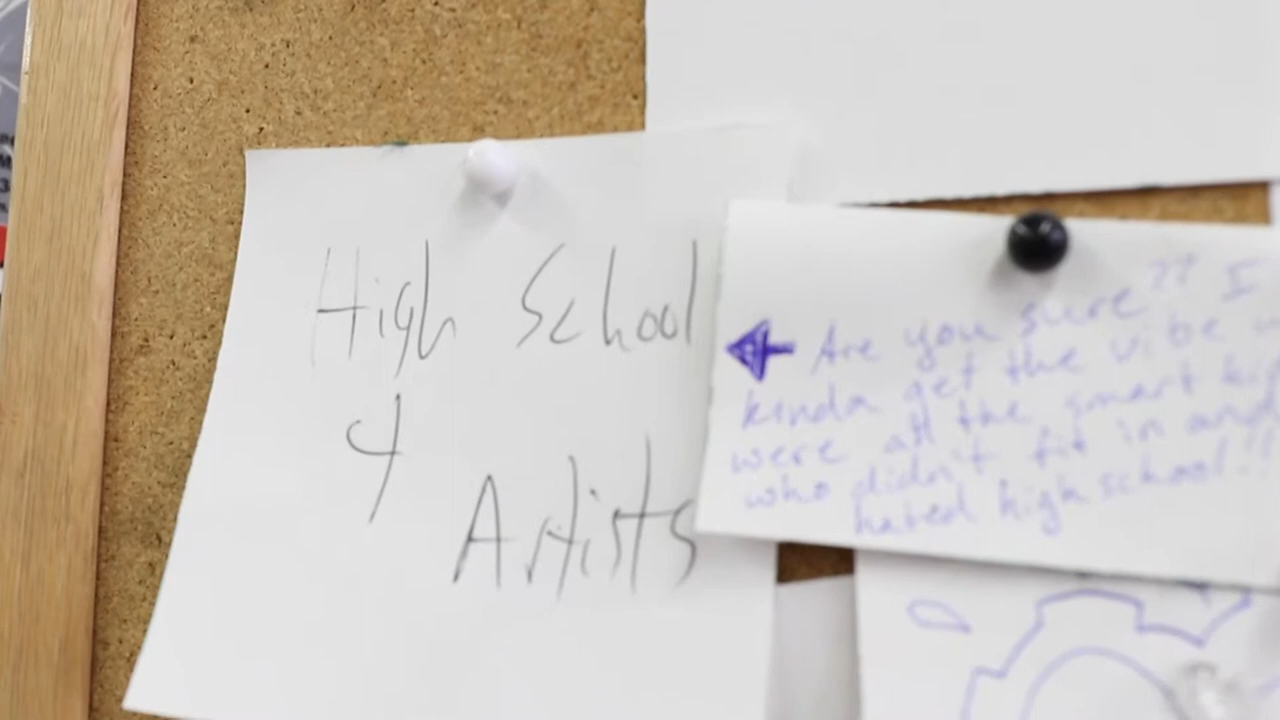 High School
4
Artists
Are you sure?? I
kinda get the vibe
were all the smart
who didn't fit in and
hated high school!!